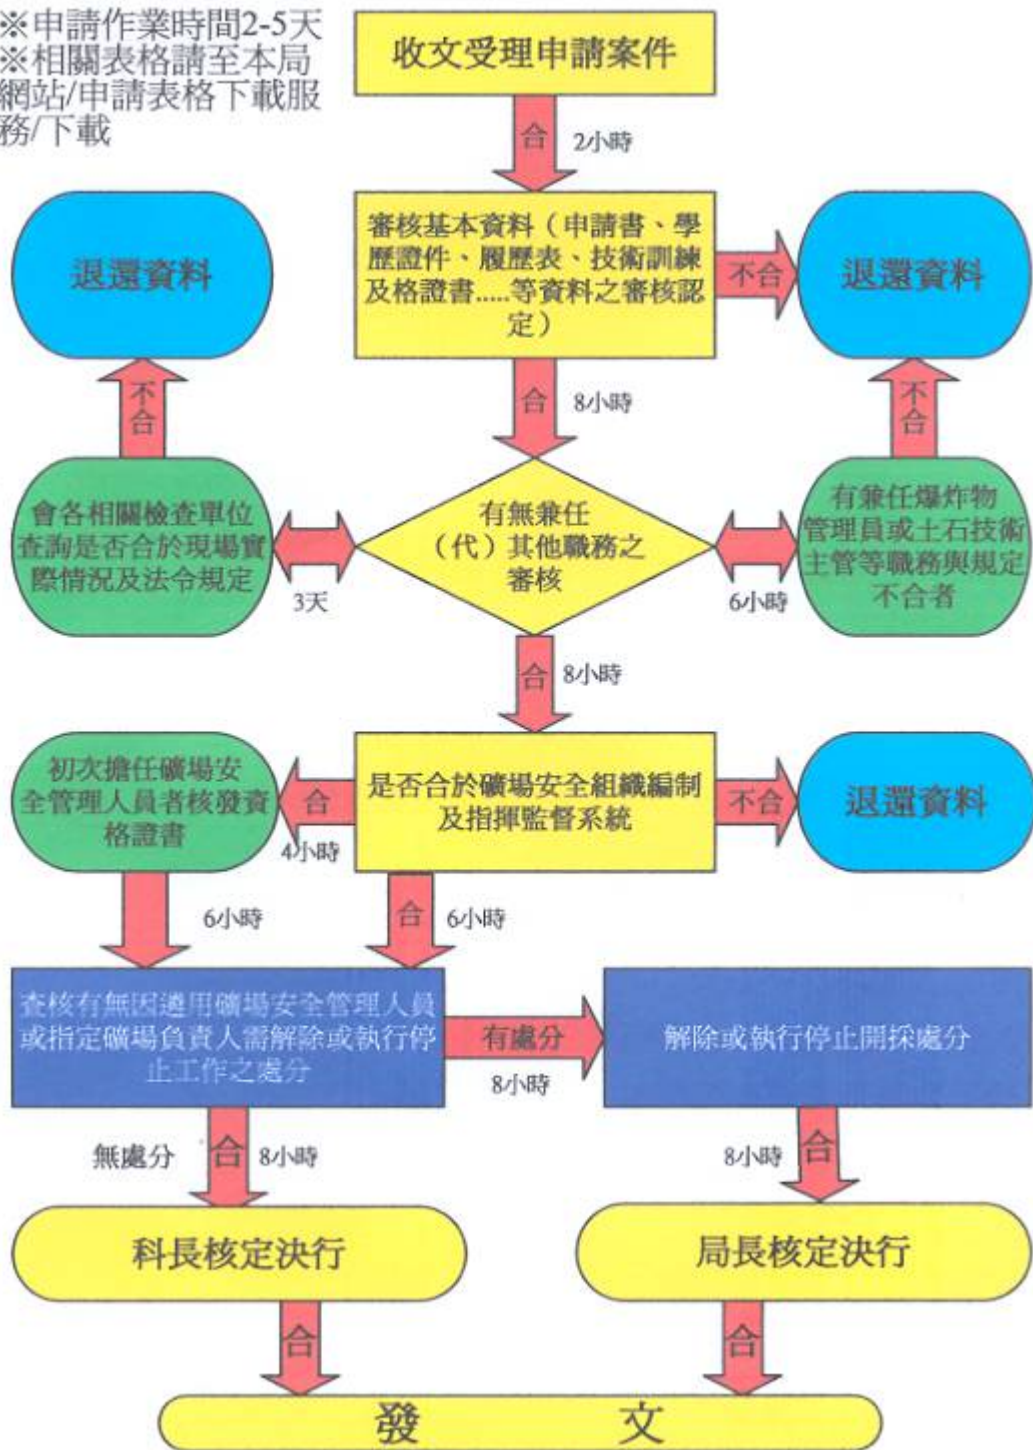 ※申請作業時間2-5天
※相關表格請至本局
網站/申請表格下載服
務/下載
收文受理申請案件
合
2小時
審核基本資料（申請書、學
歷證件、履歷表、技術訓練
及格證書.....等資料之審核認
定）
不合
退還資料
退還資料
合
8小時
不合
不合
會各相關檢查單位
查詢是否合於現場實
際情況及法令規定
3天
有無兼任
（代）其他職務之
審核
6小時
有兼任爆炸物
管理員或土石技術
主管等職務與規定
不合者
合
8小時
初次擔任礦場安
全管理人員者核發資
格證書
合
4小時
是否合於礦場安全組織編制
及指揮監督系統
不合
退還資料
6小時
合
6小時
查核有無因遴用礦場安全管理人員
或指定礦場負責人需解除或執行停
止工作之處分
有處分
8小時
解除或執行停止開採處分
無處分
合
8小時
8小時
合
科長核定決行
局長核定決行
合
合
發 文